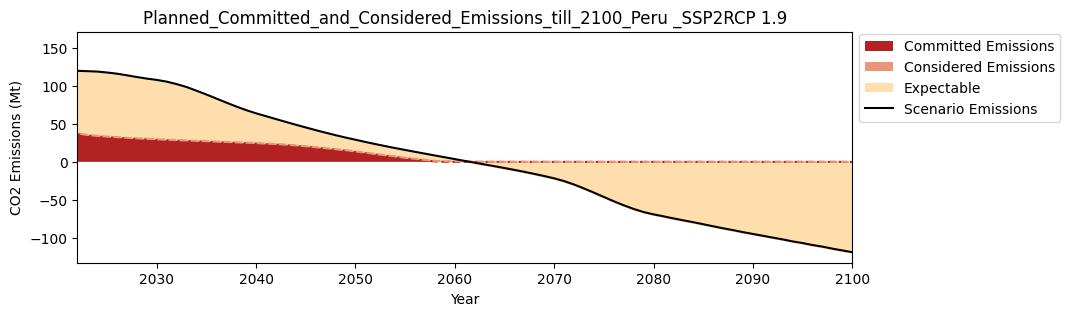 Planned_Committed_and_Considered_Emissions_till_2100_Peru _SSP2RCP 1.9
Committed Emissions
Considered Emissions
Expectable
Scenario Emissions
CO2 Emissions (Mt)
150
100
50
0
−50
−100
2030 2040 2050 2060 2070 2080 2090 2100
Year